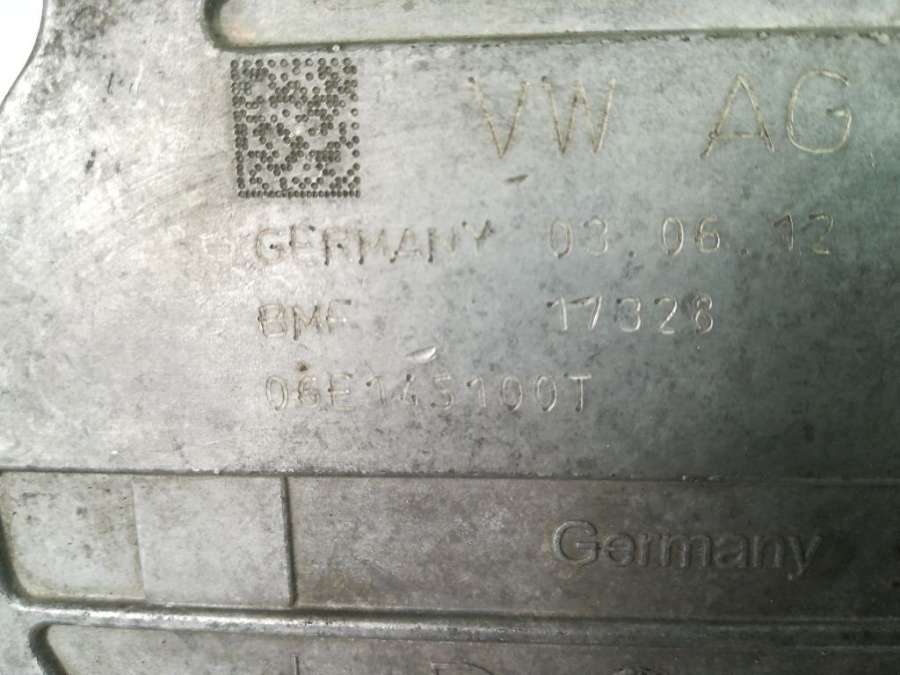 VW AG
GERMANY 03.06.12
BMF 17328
06E145100T
Germany